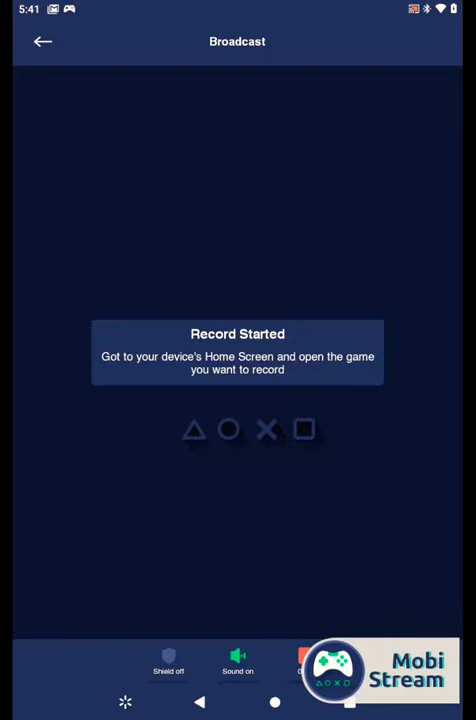 5:41
Broadcast
Record Started
Got to your device's Home Screen and open the game
you want to record
Shield off
Sound on
Mobi
Stream